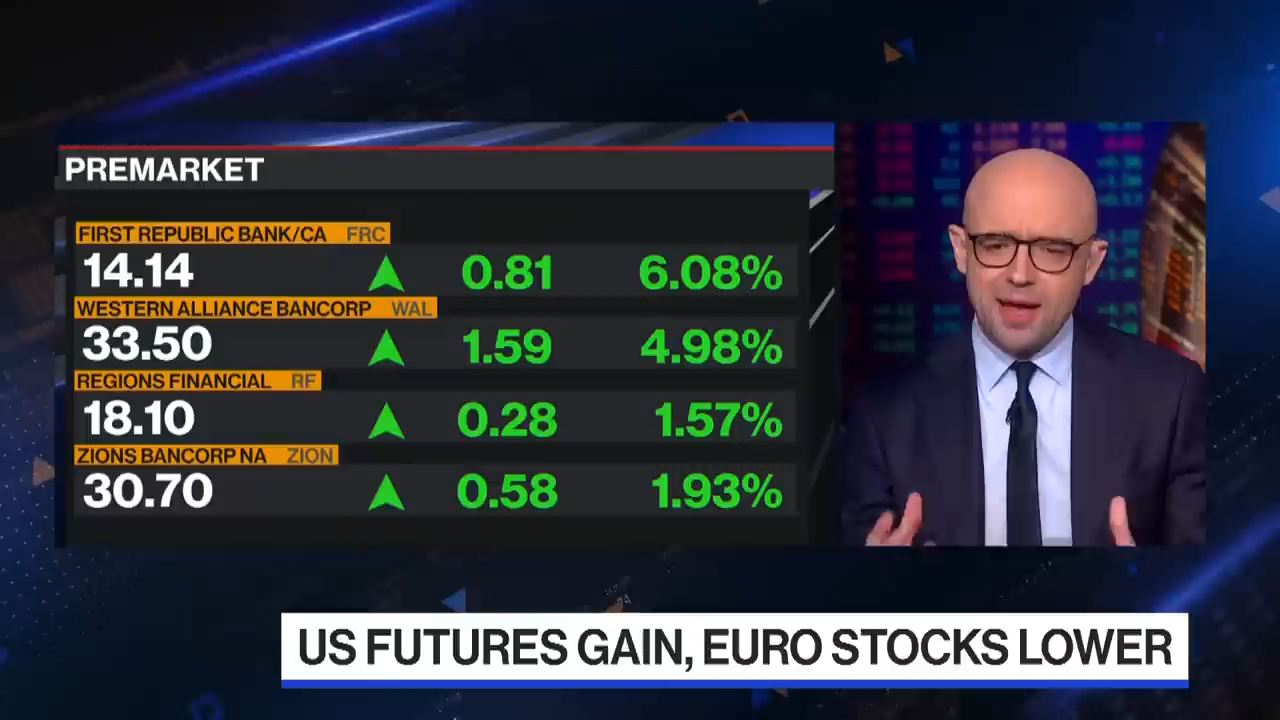 PREMARKET
FIRST REPUBLIC BANK/CA FRC
14.14 ▲ 0.81 6.08%
WESTERN ALLIANCE BANCORP WAL
33.50 ▲ 1.59 4.98%
REGIONS FINANCIAL RF
18.10 ▲ 0.28 1.57%
ZIONS BANCORP NA ZION
30.70 ▲ 0.58 1.93%
US FUTURES GAIN, EURO STOCKS LOWER